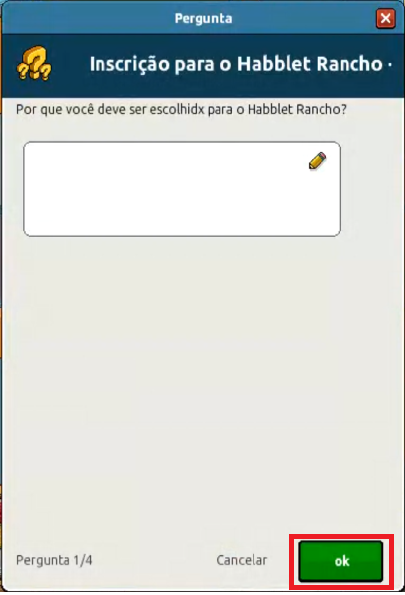 Pergunta
Inscrição para o Habblet Rancho ·
Por que você deve ser escolhidx para o Habblet Rancho?
Pergunta 1/4
Cancelar
ok